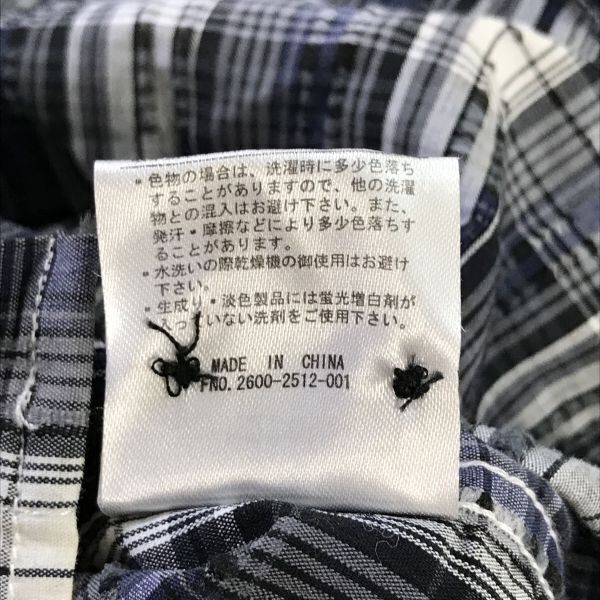 ・色物の場合は、洗濯時に多少色落ち
することがありますので、他の洗濯
物との混入はお避け下さい。また、
発汗・摩擦などにより多少色落ちす
ることがあります。
・水洗いの際乾燥機の御使用はお避け
下さい。
・生成り・淡色製品には蛍光増白剤が
入っていない洗剤をご使用下さい。
MADE IN CHINA
FNO. 2600-2512-001